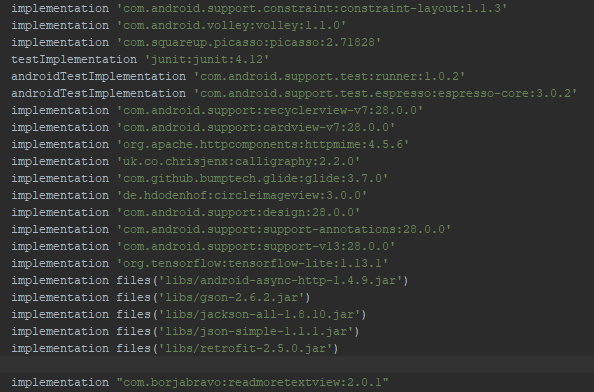 implementation 'com.android.support.constraint:constraint-layout:1.1.3'
implementation 'com.android.volley:volley:1.1.0'
implementation 'com.squareup.picasso:picasso:2.71828'
testImplementation 'junit:junit:4.12'
androidTestImplementation 'com.android.support.test:runner:1.0.2'
androidTestImplementation 'com.android.support.test.espresso:espresso-core:3.0.2'
implementation 'com.android.support:recyclerview-v7:28.0.0'
implementation 'com.android.support:cardview-v7:28.0.0'
implementation 'org.apache.httpcomponents:httpmime:4.5.6'
implementation 'uk.co.chrisjenx:calligraphy:2.2.0'
implementation 'com.github.bumptech.glide:glide:3.7.0'
implementation 'de.hdodenhof:circleimageview:3.0.0'
implementation 'com.android.support:design:28.0.0'
implementation 'com.android.support:support-annotations:28.0.0'
implementation 'com.android.support:support-v13:28.0.0'
implementation 'org.tensorflow:tensorflow-lite:1.13.1'
implementation files('libs/android-async-http-1.4.9.jar')
implementation files('libs/gson-2.6.2.jar')
implementation files('libs/jackson-all-1.8.10.jar')
implementation files('libs/json-simple-1.1.1.jar')
implementation files('libs/retrofit-2.5.0.jar')
implementation "com.borjabravo:readmoretextview:2.0.1"